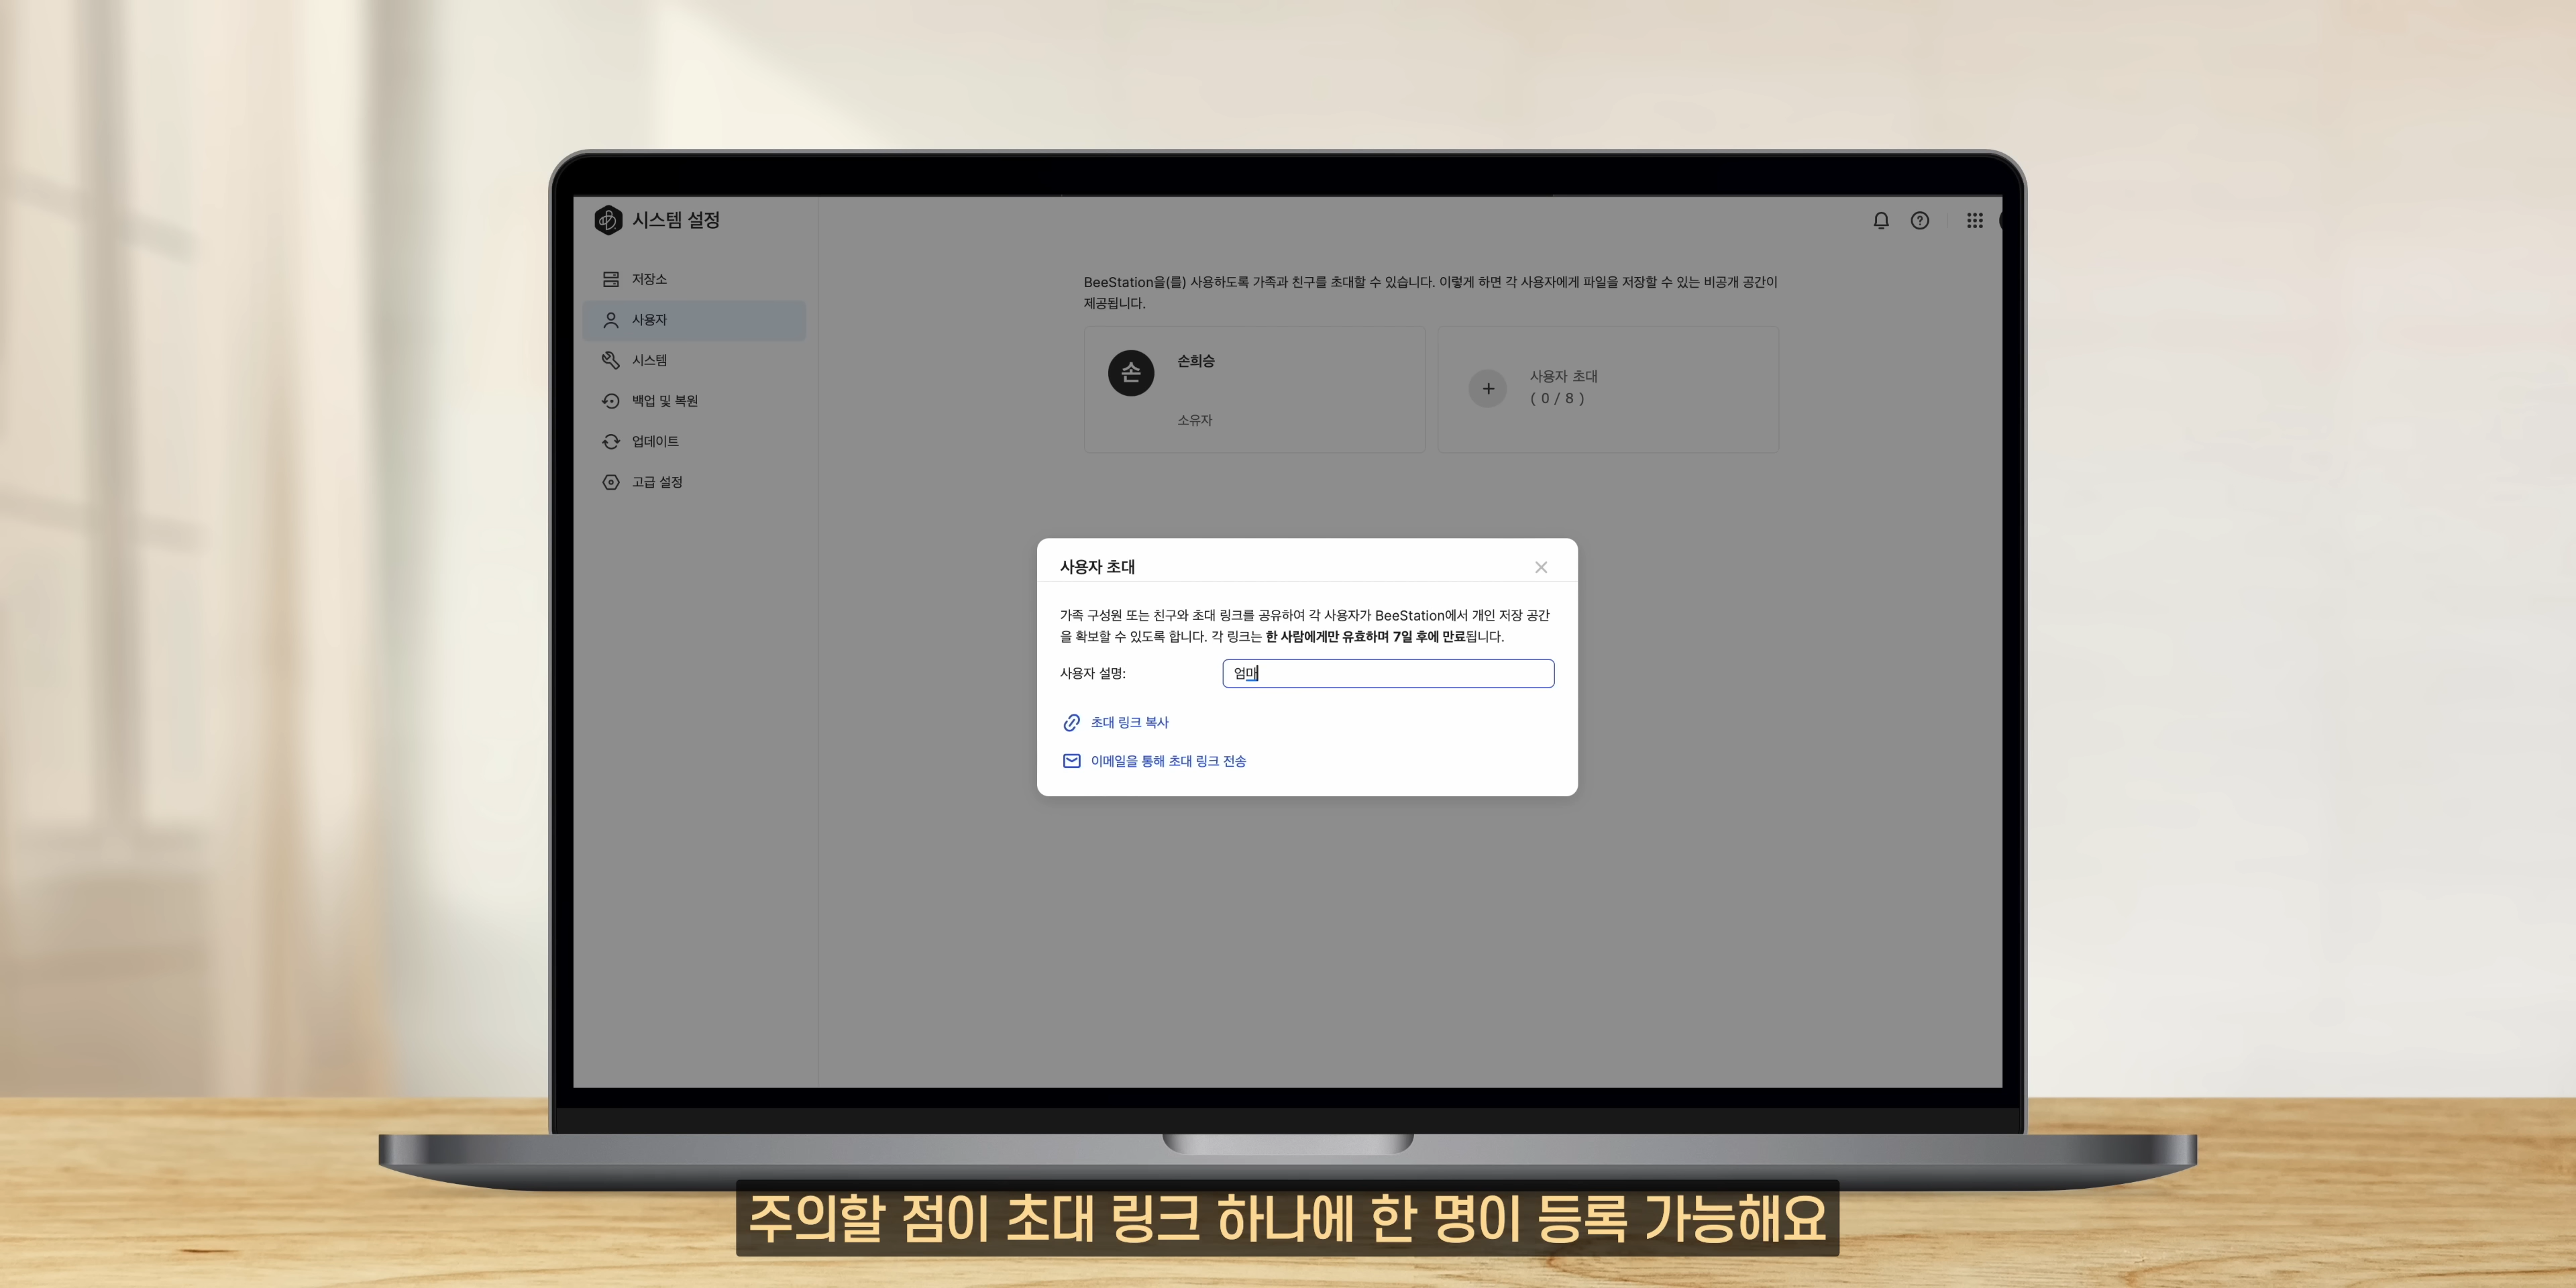 시스템 설정
저장소
사용자
시스템
백업 및 복원
업데이트
고급 설정
BeeStation을(를) 사용하도록 가족과 친구를 초대할 수 있습니다. 이렇게 하면 각 사용자에게 파일을 저장할 수 있는 비공개 공간이
제공됩니다.
손
손희승
소유자
사용자 초대
( 0 / 8 )
사용자 초대
가족 구성원 또는 친구와 초대 링크를 공유하여 각 사용자가 BeeStation에서 개인 저장 공간
을 확보할 수 있도록 합니다. 각 링크는 한 사람에게만 유효하며 7일 후에 만료됩니다.
사용자 설명:
엄마
초대 링크 복사
이메일을 통해 초대 링크 전송
주의할 점이 초대 링크 하나에 한 명이 등록 가능해요